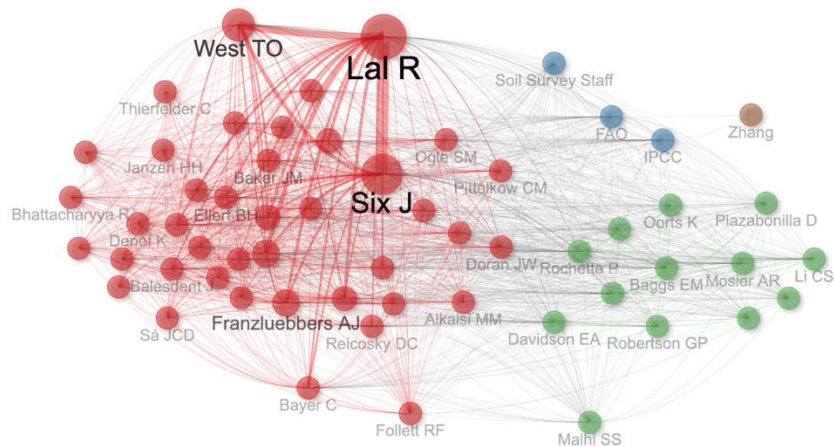 West TO
Lal R
Soil Survey Staff
Thierfelder C
FAO
Zhang
Janzen HH
Baker JM
Ogle SM
IPCC
Pittelkow CM
Bhattacharyya R
Ellert BH
Six J
Oorts K
Plazabonilla D
Denef K
Doran JW
Rochette P
Balesdent J
Baggs EM
Mosier AR
Li CS
Franzluebbers AJ
Alkaisi MM
Sá JCD
Reicosky DC
Davidson EA
Robertson GP
Bayer C
Follett RF
Malhi SS